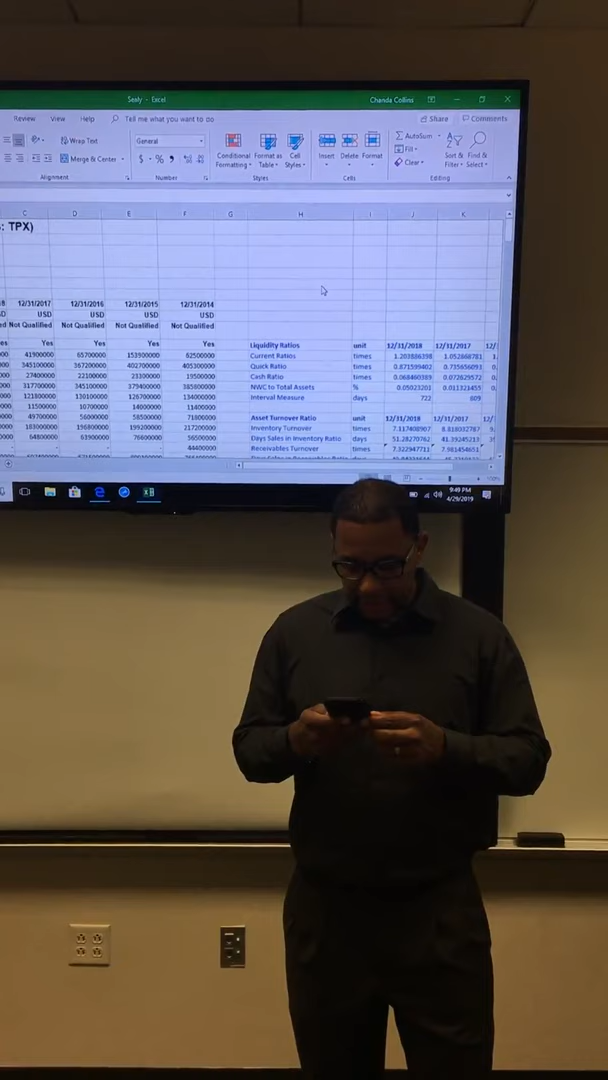 Sealy - Excel
Chanda Collins
Review View Help Tell me what you want to do Share Comments
Wrap Text General AutoSum
Merge & Center $ % Conditional Formatting Format as Table Cell Styles Insert Delete Format Fill Clear Sort & Filter Find & Select
Alignment Number Styles Cells Editing
C D E F G H I J K
: TPX)
12/31/2017 12/31/2016 12/31/2015 12/31/2014
USD USD USD USD
Not Qualified Not Qualified Not Qualified Not Qualified
Yes Yes Yes Yes Liquidity Ratios unit 12/31/2018 12/31/2017 12/
41900000 65700000 153900000 62500000 Current Ratios times 1.203886398 1.052868781 1.
345100000 367200000 402700000 405300000 Quick Ratio times 0.871599402 0.735656093 0.
27400000 22100000 23300000 19500000 Cash Ratio times 0.068460389 0.072629572 0.
317700000 345100000 379400000 385800000 NWC to Total Assets % 0.05023201 0.011323455 0.
121800000 130100000 126700000 134000000 Interval Measure days 722 809
11500000 10700000 14000000 11400000
49700000 56000000 58500000 71800000 Asset Turnover Ratio unit 12/31/2018 12/31/2017 12/
183000000 196800000 199200000 217200000 Inventory Turnover times 7.117408907 8.818032787 9.
64800000 61900000 76600000 56500000 Days Sales in Inventory Ratio days 51.28270762 41.39245213
44400000 Receivables Turnover times 7.322947711 7.981454651
9:49 PM
4/29/2019